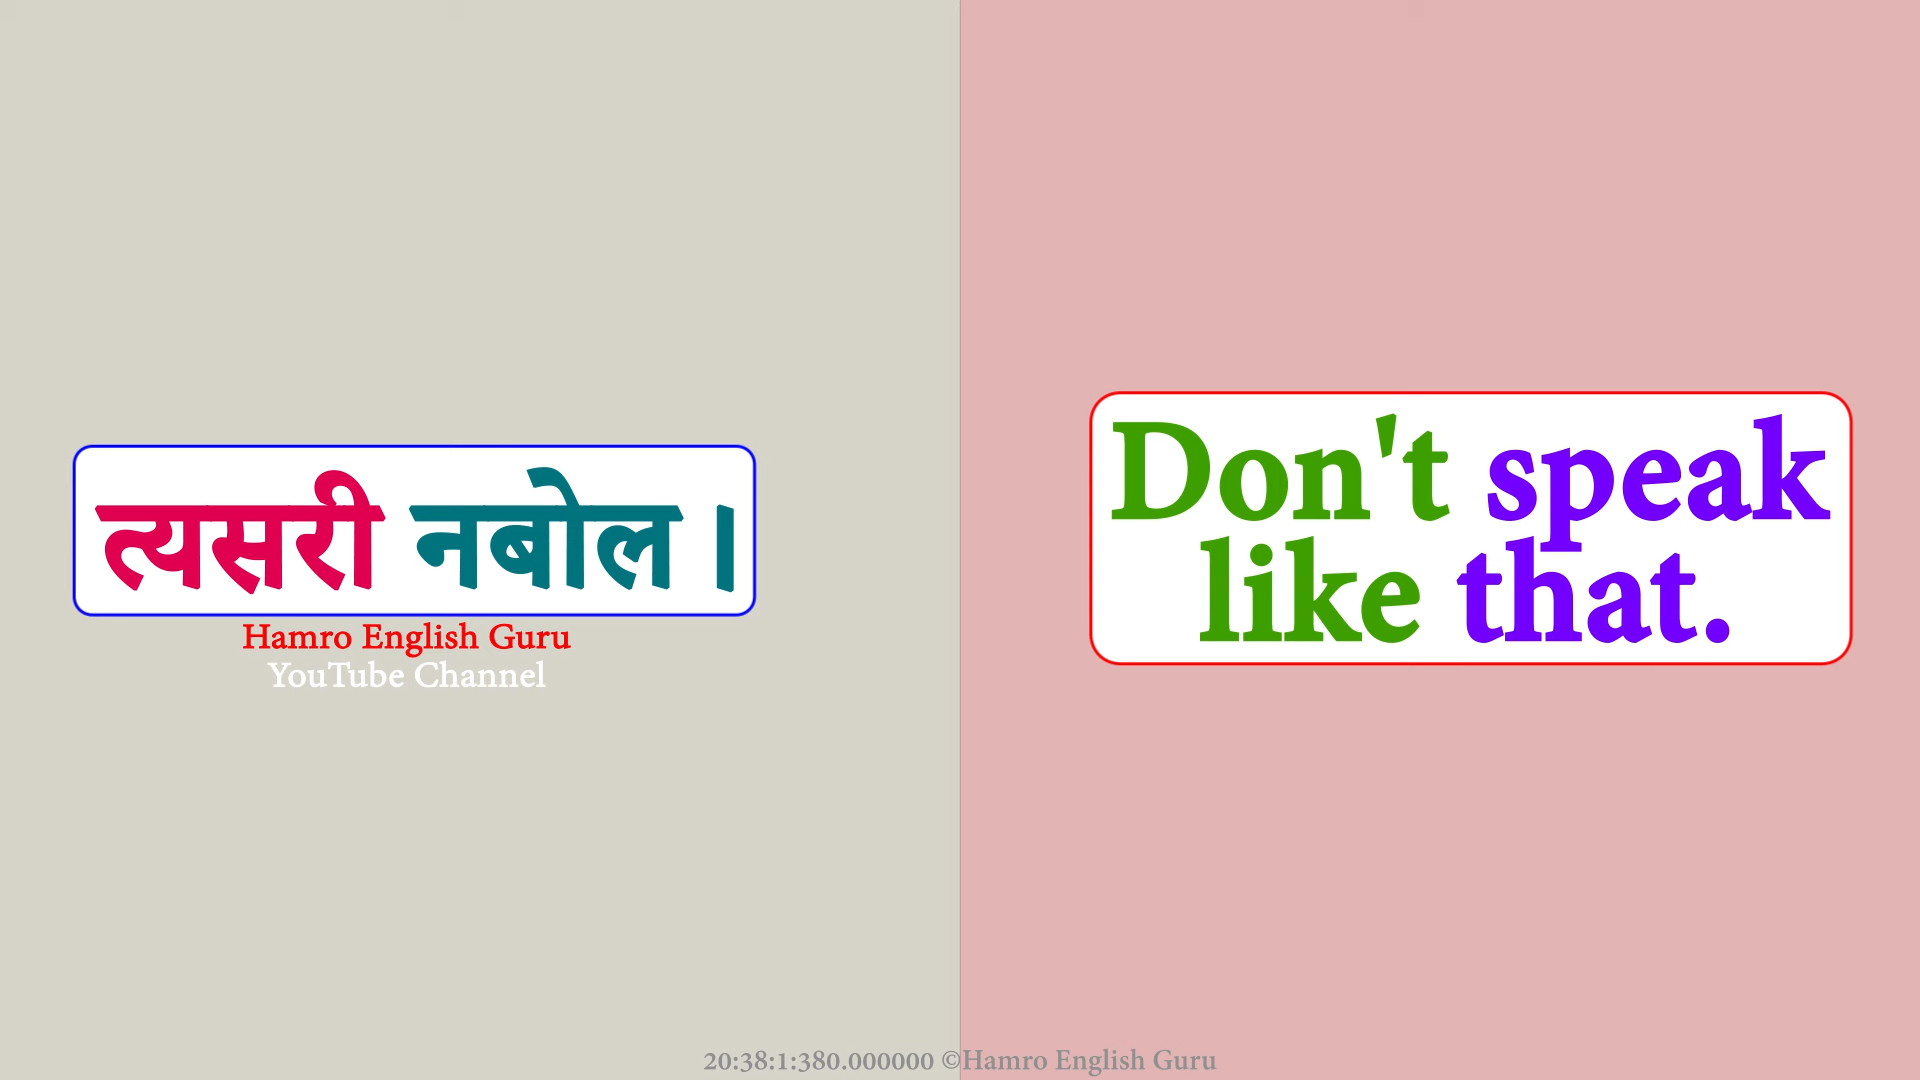 त्यसरी नबोल ।
Hamro English Guru
YouTube Channel
Don't speak
like that.
20:38:1:380.000000 ©Hamro English Guru